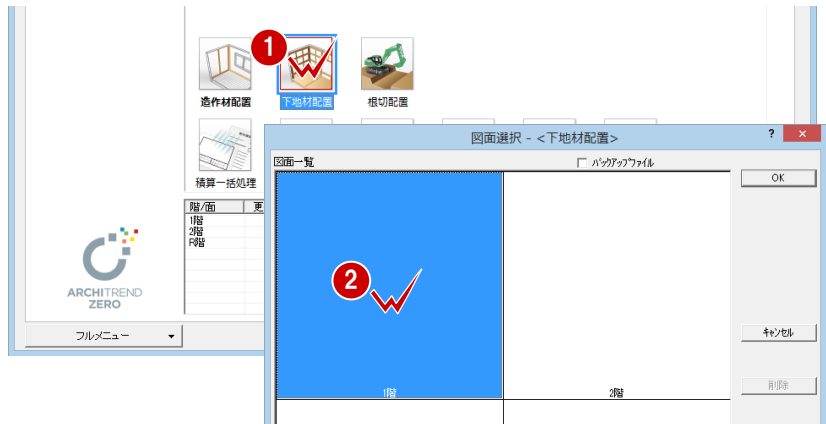 1
造作材配置
下地材配置
根切配置
積算一括処理
階/面
更
1階
2階
R階
ARCHITREND
ZERO
フルメニュー
図面選択 - <下地材配置>
?
×
図面一覧
バックアップファイル
OK
2
キャンセル
削除
1階
2階